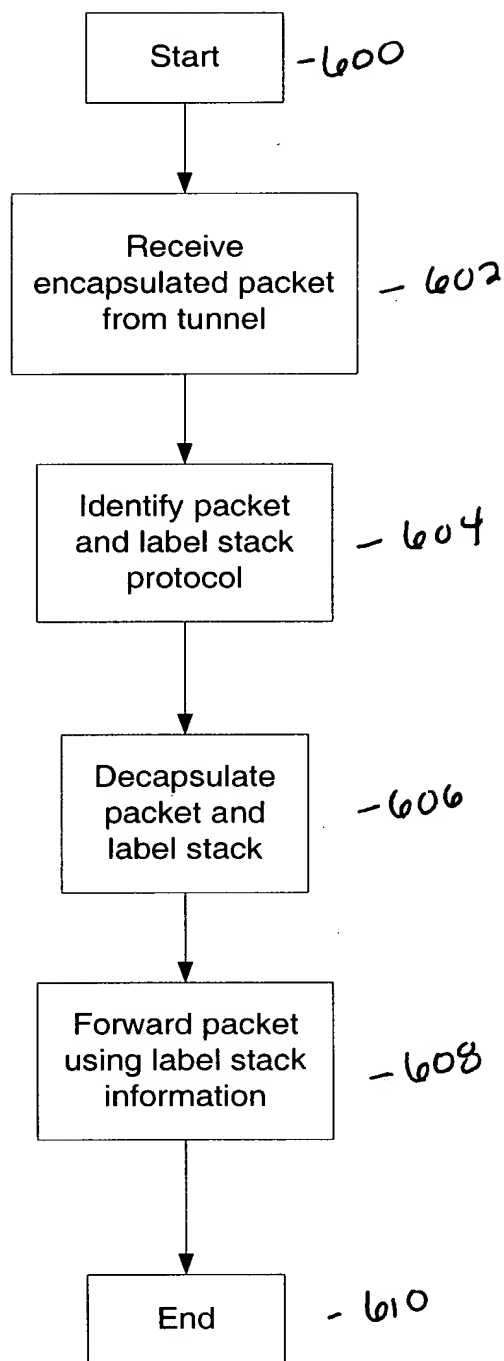 Start
-600
Receive
encapsulated packet
from tunnel
- 602
Identify packet
and label stack
protocol
- 604
Decapsulate
packet and
label stack
-606
Forward packet
using label stack
information
-608
End
- 610